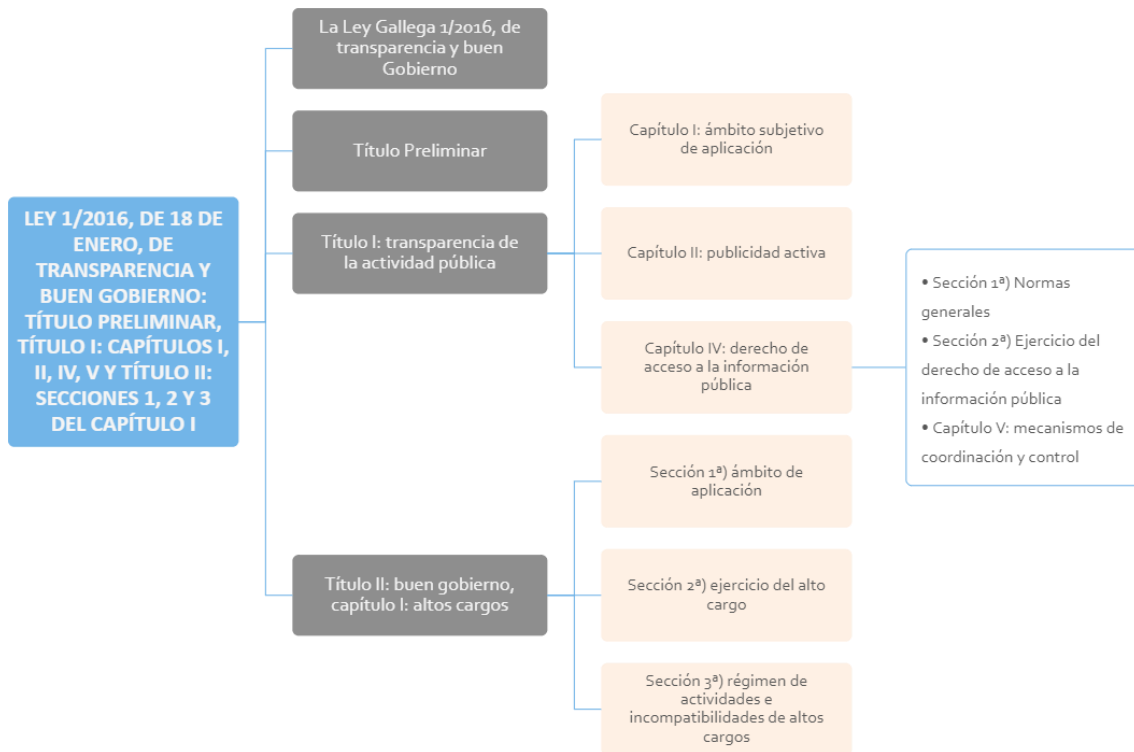 LEY 1/2016, DE 18 DE
ENERO, DE
TRANSPARENCIA Y
BUEN GOBIERNO:
TÍTULO PRELIMINAR,
TÍTULO I: CAPÍTULOS I,
II, IV, V Y TÍTULO II:
SECCIONES 1, 2 Y 3
DEL CAPÍTULO I
La Ley Gallega 1/2016, de
transparencia y buen
Gobierno
Título Preliminar
Título I: transparencia de
la actividad pública
Capítulo I: ámbito subjetivo
de aplicación
Capítulo II: publicidad activa
Capítulo IV: derecho de
acceso a la información
pública
• Sección 1ª) Normas
generales
• Sección 2ª) Ejercicio del
derecho de acceso a la
información pública
• Capítulo V: mecanismos de
coordinación y control
Título II: buen gobierno,
capítulo I: altos cargos
Sección 1ª) ámbito de
aplicación
Sección 2ª) ejercicio del alto
cargo
Sección 3ª) régimen de
actividades e
incompatibilidades de altos
cargos